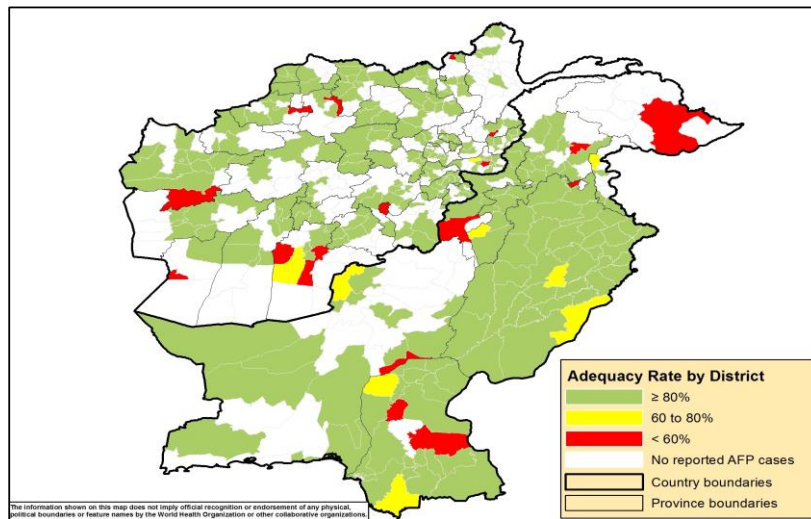 Adequacy Rate by District
≥ 80%
60 to 80%
< 60%
No reported AFP cases
Country boundaries
Province boundaries
The information shown on this map does not imply official recognition or endorsement of any physical,
political boundaries or feature names by the World Health Organization or other collaborative organizations.